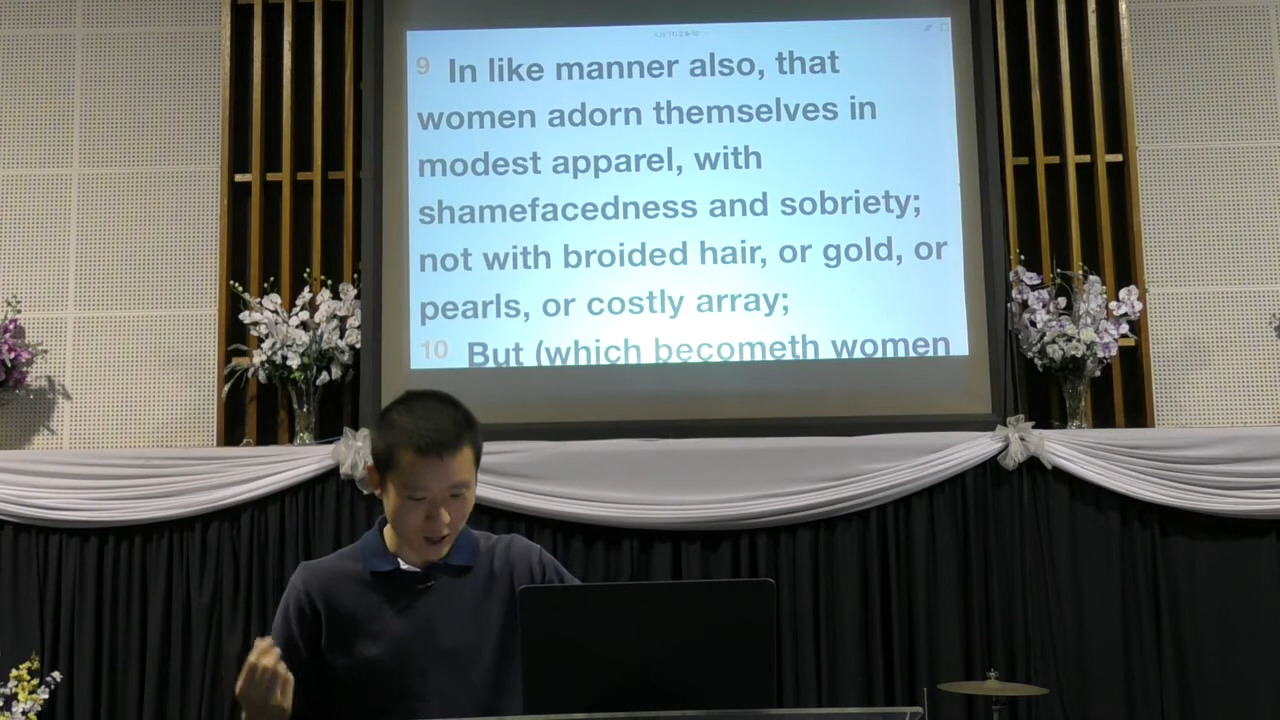 9 In like manner also, that
women adorn themselves in
modest apparel, with
shamefacedness and sobriety;
not with broided hair, or gold, or
pearls, or costly array;
10 But (which becometh women